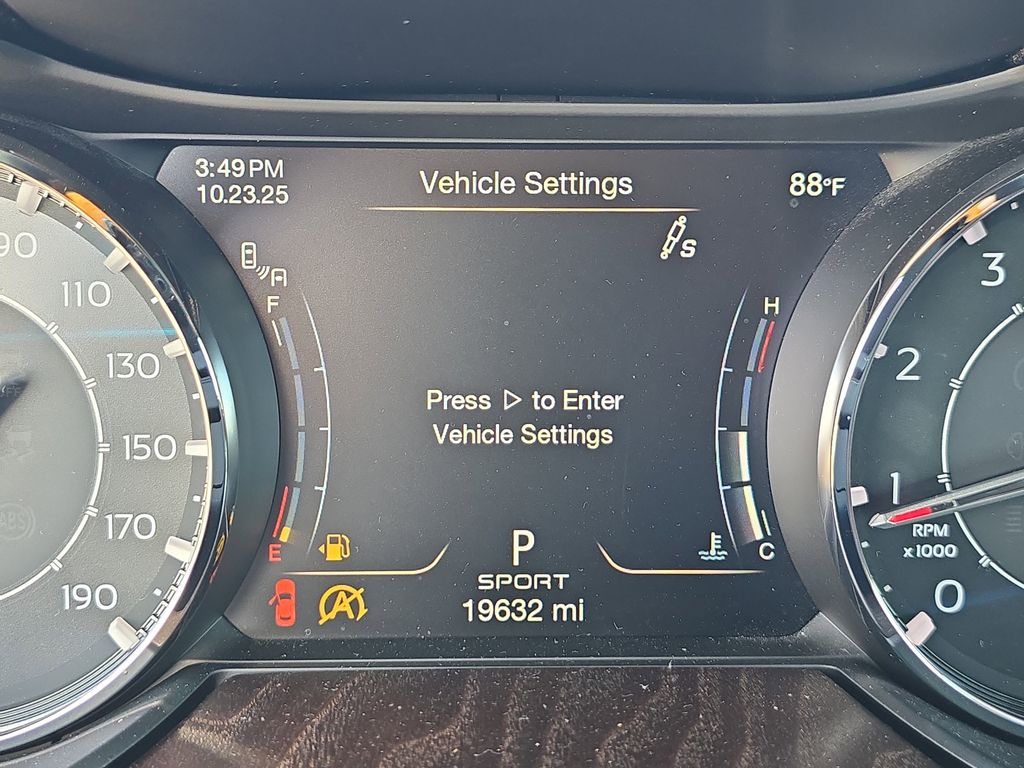 3:49 PM
10.23.25
Vehicle Settings
88°F
S
A
F
H
Press ▷ to Enter
Vehicle Settings
E
C
P
SPORT
A
19632 mi
90
110
130
150
170
190
3
2
1
0
RPM
x1000
ABS